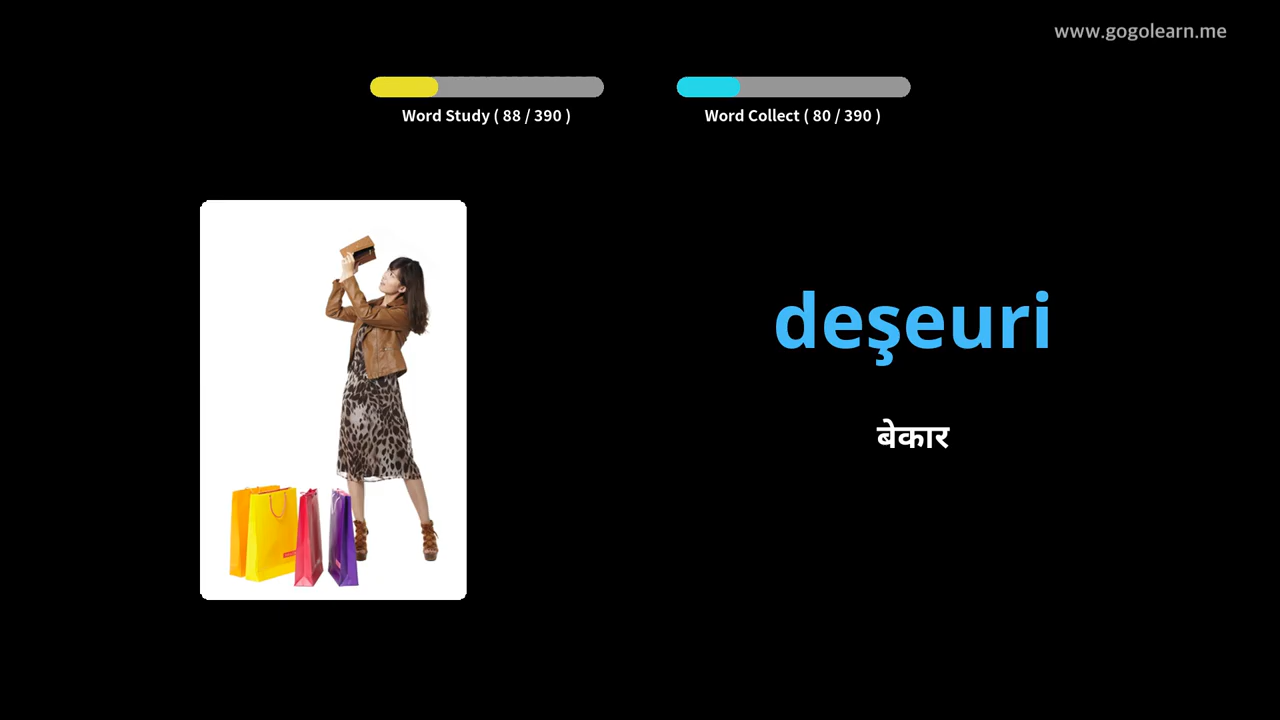 www.gogolearn.me
Word Study ( 88 / 390 )
Word Collect ( 80 / 390 )
deşeuri
बेकार